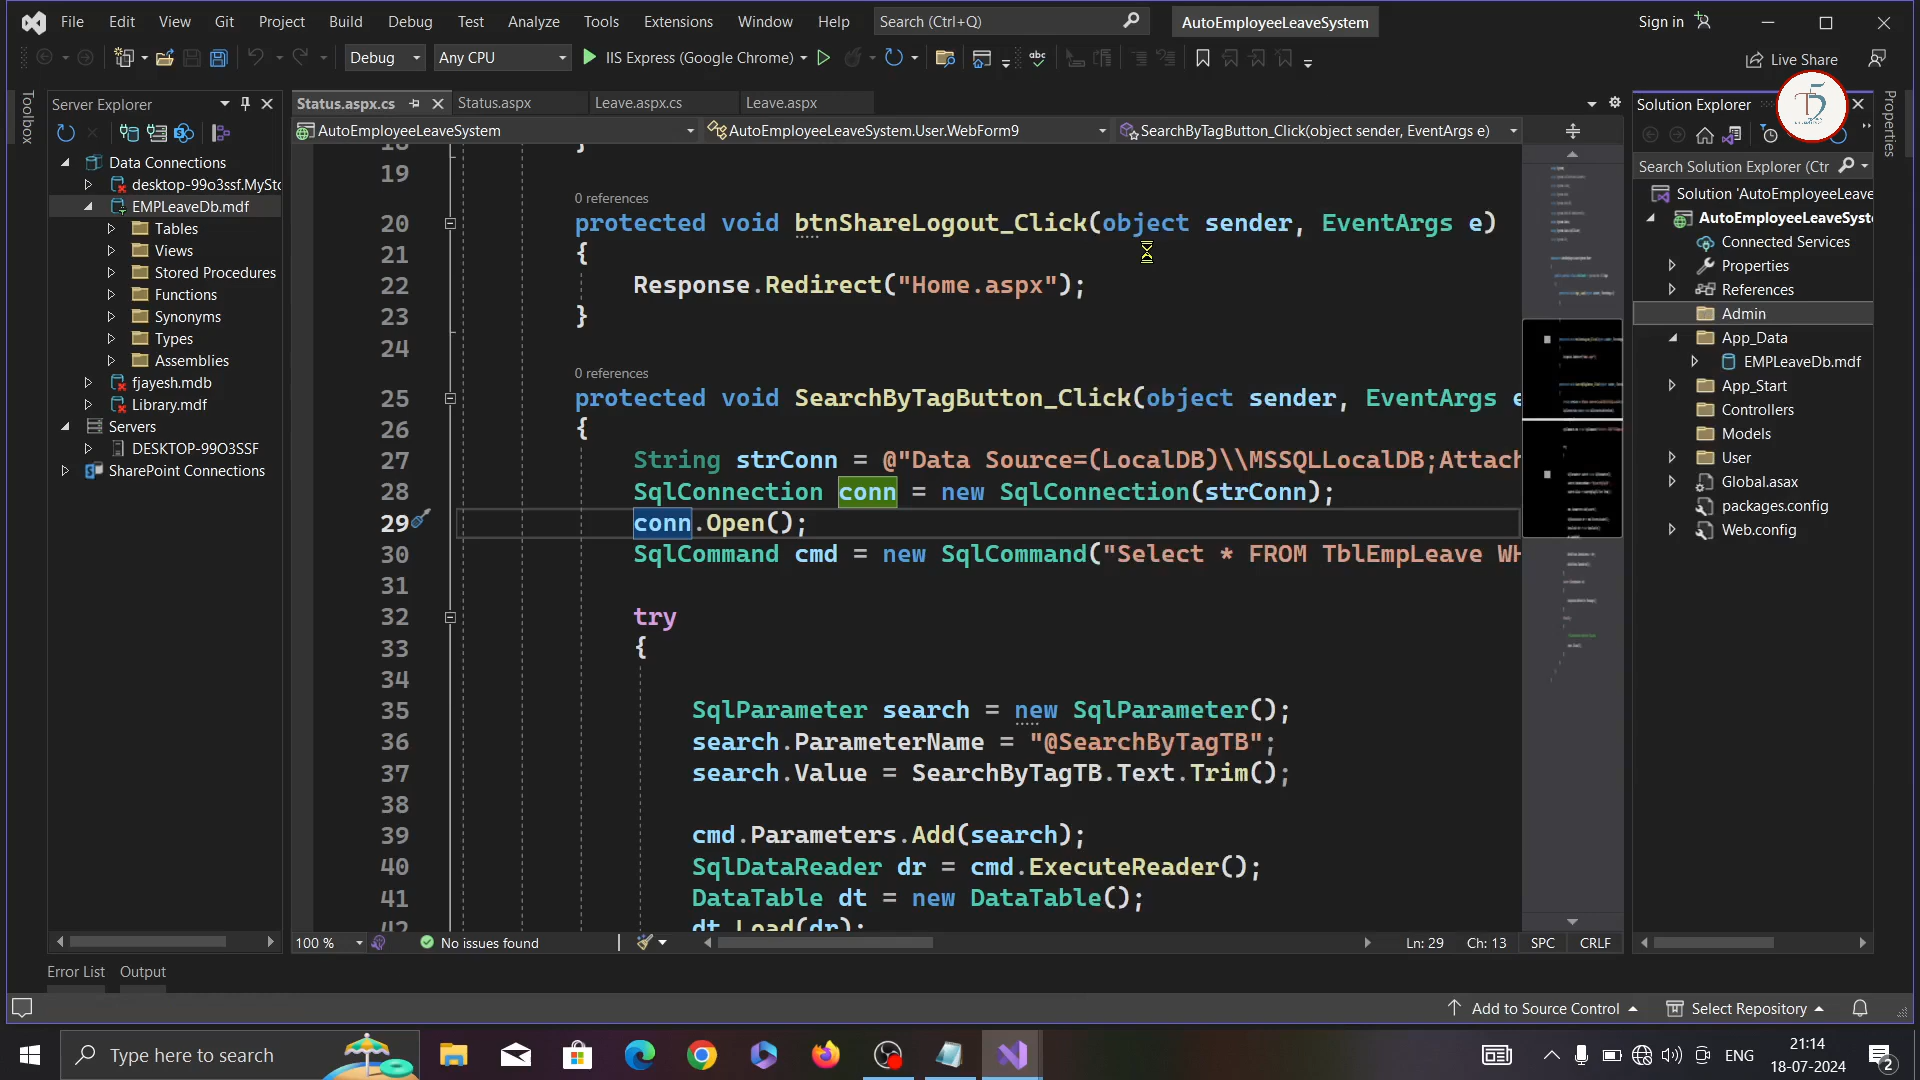 File Edit View Git Project Build Debug Test Analyze Tools Extensions Window Help Search (Ctrl+Q) AutoEmployeeLeaveSystem Sign in
Debug Any CPU IIS Express (Google Chrome) Live Share
Toolbox
Server Explorer
Data Connections
desktop-99o3ssf.MySto
EMPLeaveDb.mdf
Tables
Views
Stored Procedures
Functions
Synonyms
Types
Assemblies
fjayesh.mdb
Library.mdf
Servers
DESKTOP-99O3SSF
SharePoint Connections
Status.aspx.cs Status.aspx Leave.aspx.cs Leave.aspx
AutoEmployeeLeaveSystem AutoEmployeeLeaveSystem.User.WebForm9 SearchByTagButton_Click(object sender, EventArgs e)
18 }
19
0 references
20 protected void btnShareLogout_Click(object sender, EventArgs e)
21 {
22 Response.Redirect("Home.aspx");
23 }
24
0 references
25 protected void SearchByTagButton_Click(object sender, EventArgs e
26 {
27 String strConn = @"Data Source=(LocalDB)\\MSSQLLocalDB;Attach
28 SqlConnection conn = new SqlConnection(strConn);
29 conn.Open();
30 SqlCommand cmd = new SqlCommand("Select * FROM TblEmpLeave WH
31
32 try
33 {
34
35 SqlParameter search = new SqlParameter();
36 search.ParameterName = "@SearchByTagTB";
37 search.Value = SearchByTagTB.Text.Trim();
38
39 cmd.Parameters.Add(search);
40 SqlDataReader dr = cmd.ExecuteReader();
41 DataTable dt = new DataTable();
42 dt.Load(dr);
100 % No issues found Ln: 29 Ch: 13 SPC CRLF
Solution Explorer
Search Solution Explorer (Ctr
Solution 'AutoEmployeeLeave
AutoEmployeeLeaveSyste
Connected Services
Properties
References
Admin
App_Data
EMPLeaveDb.mdf
App_Start
Controllers
Models
User
Global.asax
packages.config
Web.config
Properties
Error List Output
Add to Source Control Select Repository
Type here to search
ENG
21:14
18-07-2024
2